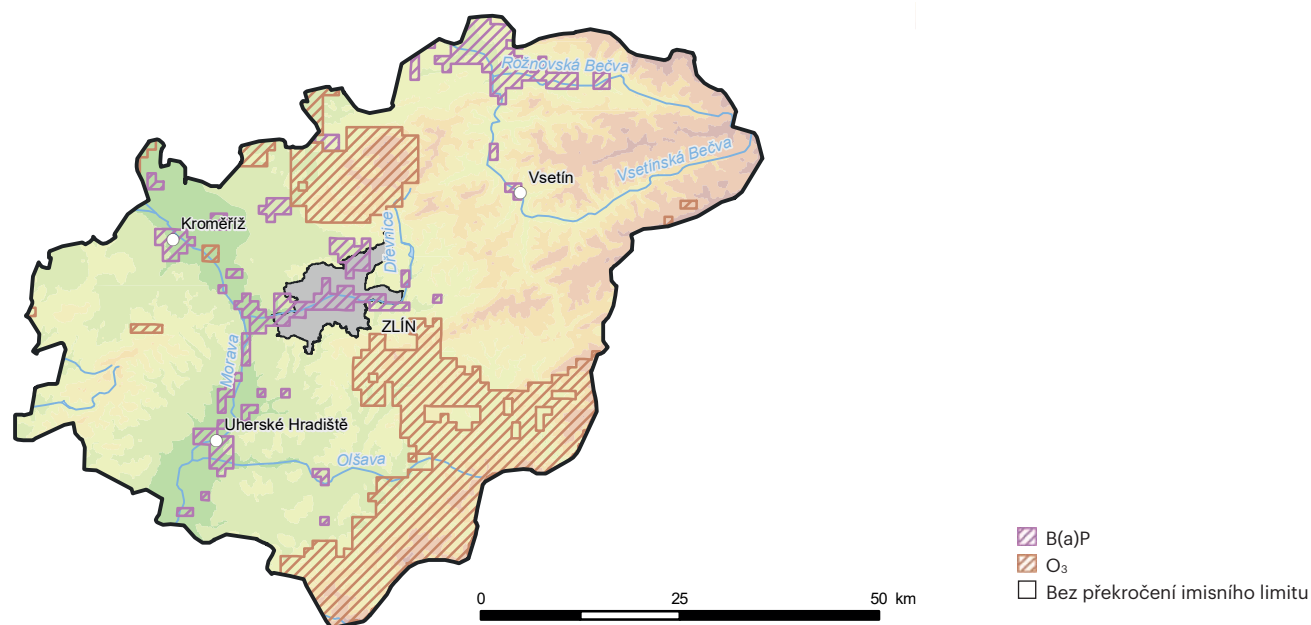 Rožnovská Bečva
Vsetínská Bečva
Vsetín
Kroměříž
Dřevnice
ZLÍN
Morava
Uherské Hradiště
Olšava
B(a)P
O₃
Bez překročení imisního limitu
0 25 50 km